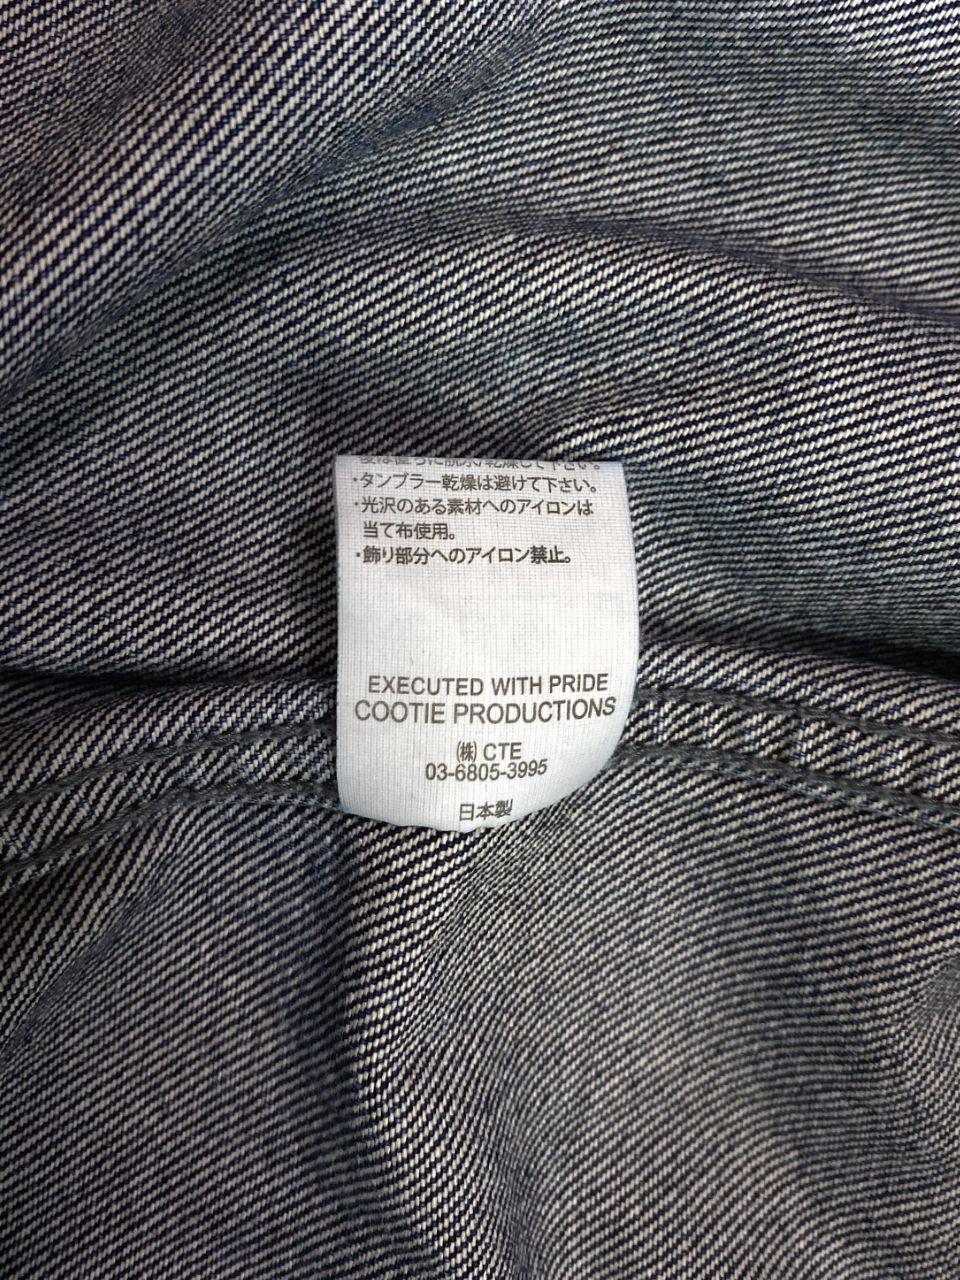 ・タンブラー乾燥は避けて下さい。
・光沢のある素材へのアイロンは
当て布使用。
・飾り部分へのアイロン禁止。
EXECUTED WITH PRIDE
COOTIE PRODUCTIONS
㈱ CTE
03-6805-3995
日本製